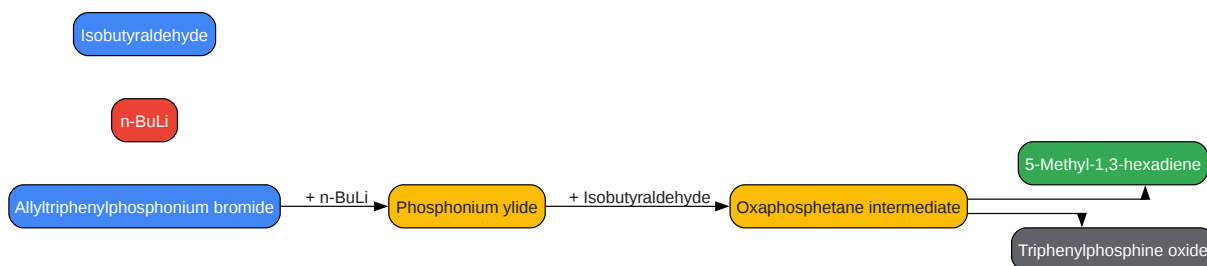 Isobutyraldehyde
n-BuLi
5-Methyl-1,3-hexadiene
Allyltriphenylphosphonium bromide
+ n-BuLi
Phosphonium ylide
+ Isobutyraldehyde
Oxaphosphetane intermediate
Triphenylphosphine oxide